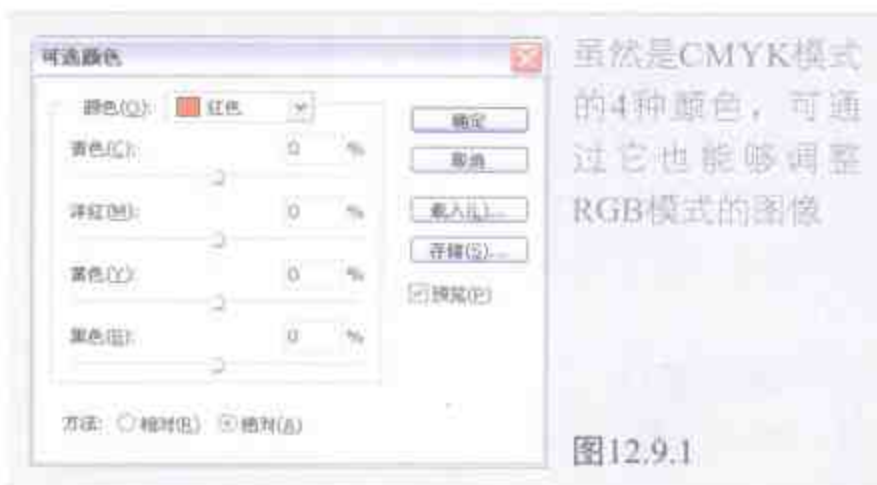 可选颜色
颜色(O): 红色
青色(C): 0 %
洋红(M): 0 %
黄色(Y): 0 %
黑色(B): 0 %
方法: 相对(R) 绝对(A)
确定
取消
载入(L)...
存储(S)...
预览(P)
虽然是CMYK模式
的4种颜色，可通
过它也能够调整
RGB模式的图像
图12.9.1